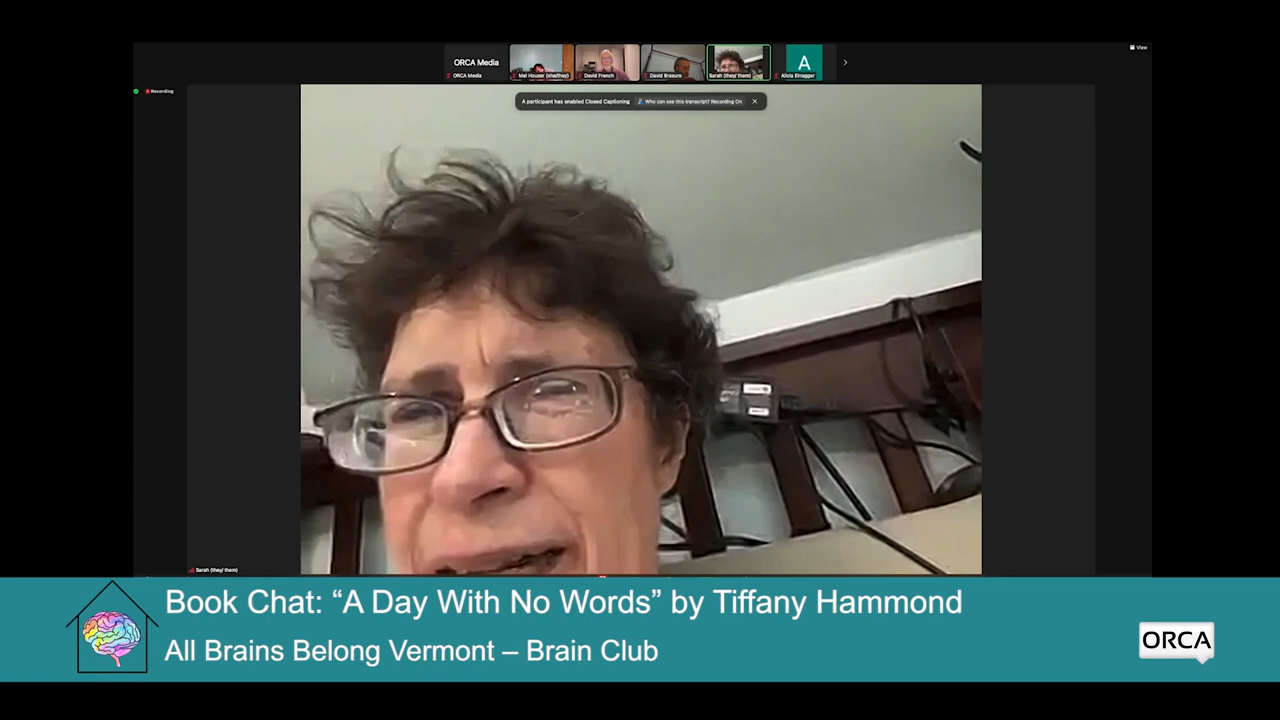 View
ORCA Media
ORCA Media
Mel Houser (she/they)
David French
David Brasure
Sarah (they/ them)
A
Alicia Elnagger
Recording
A participant has enabled Closed Captioning
Who can see this transcript? Recording On
Sarah (they/ them)
Book Chat: “A Day With No Words” by Tiffany Hammond
All Brains Belong Vermont – Brain Club
ORCA